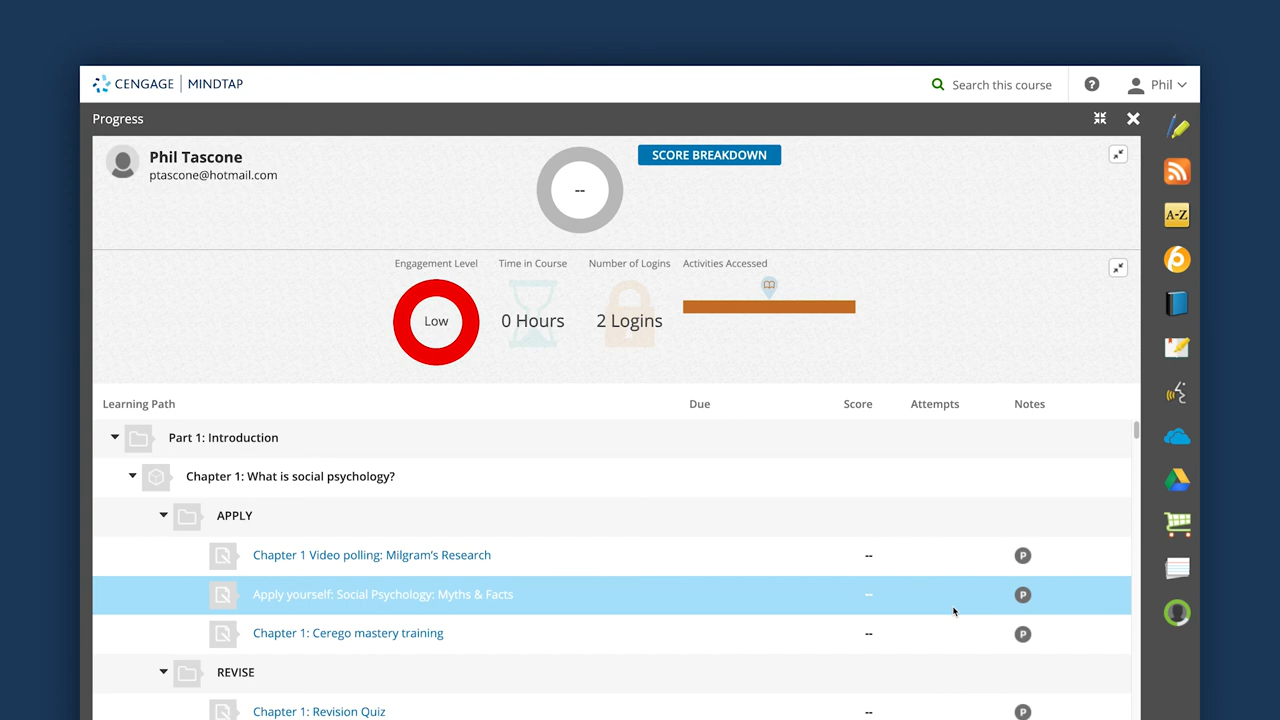 CENGAGE | MINDTAP
Search this course
?
Phil
Progress
Phil Tascone
ptascone@hotmail.com
--
SCORE BREAKDOWN
Engagement Level
Time in Course
Number of Logins
Activities Accessed
Low
0 Hours
2 Logins
A-Z
Learning Path
Due
Score
Attempts
Notes
Part 1: Introduction
Chapter 1: What is social psychology?
APPLY
Chapter 1 Video polling: Milgram's Research
--
P
Apply yourself: Social Psychology: Myths & Facts
--
P
Chapter 1: Cerego mastery training
--
P
REVISE
Chapter 1: Revision Quiz
--
P